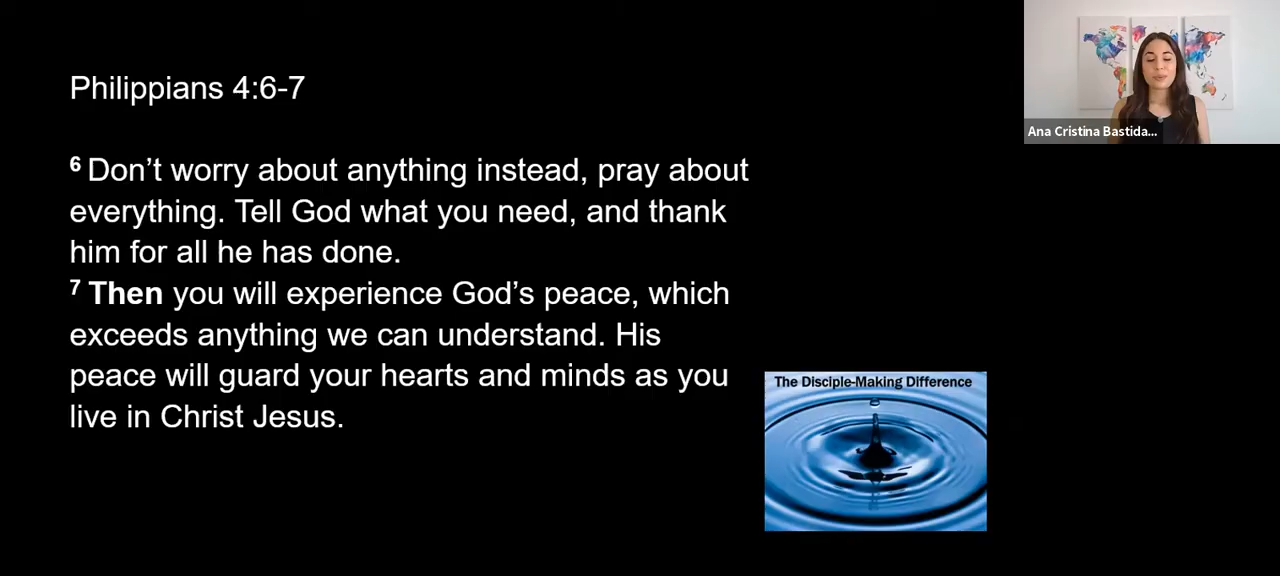 Philippians 4:6-7
6 Don't worry about anything instead, pray about
everything. Tell God what you need, and thank
him for all he has done.
7 Then you will experience God's peace, which
exceeds anything we can understand. His
peace will guard your hearts and minds as you
live in Christ Jesus.
The Disciple-Making Difference
Ana Cristina Bastida...